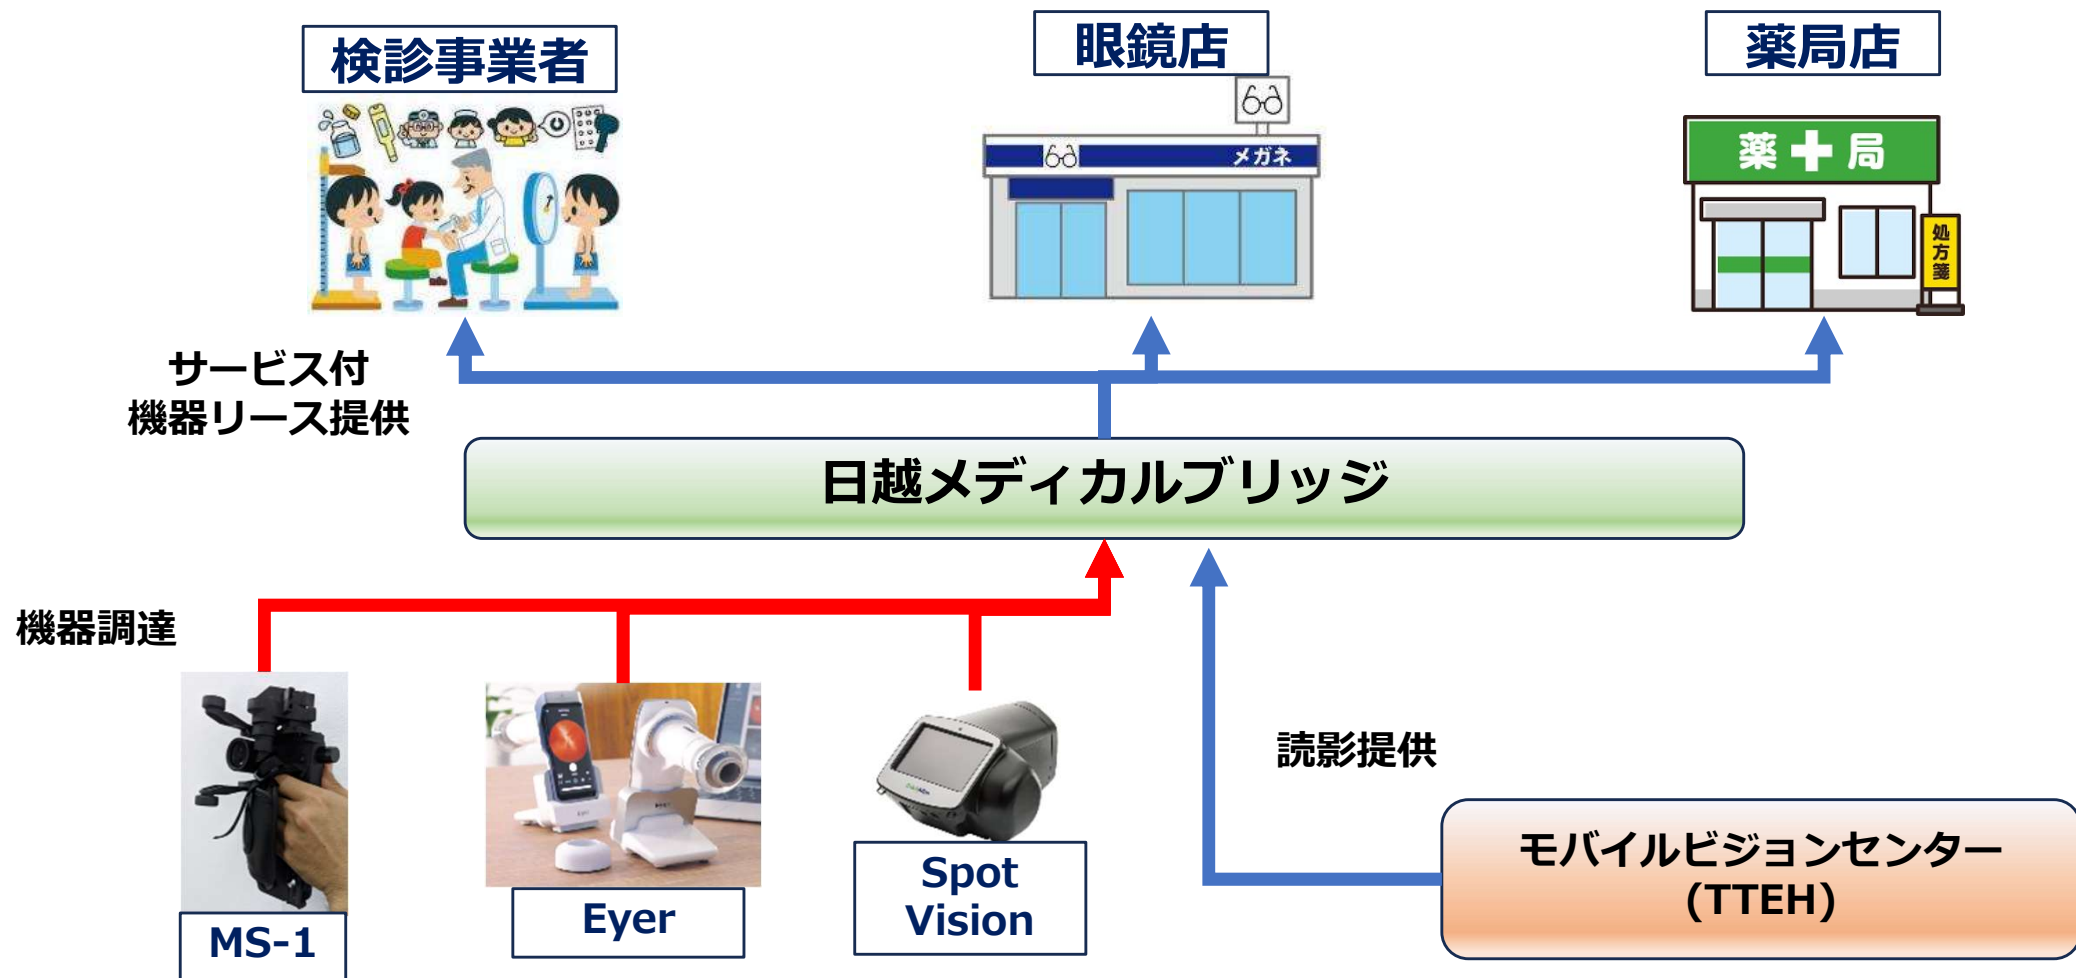 検診事業者
眼鏡店
薬局店
メガネ
薬 局
処方箋
サービス付
機器リース提供
日越メディカルブリッジ
機器調達
読影提供
モバイルビジョンセンター
(TTEH)
MS-1
Eyer
Spot
Vision